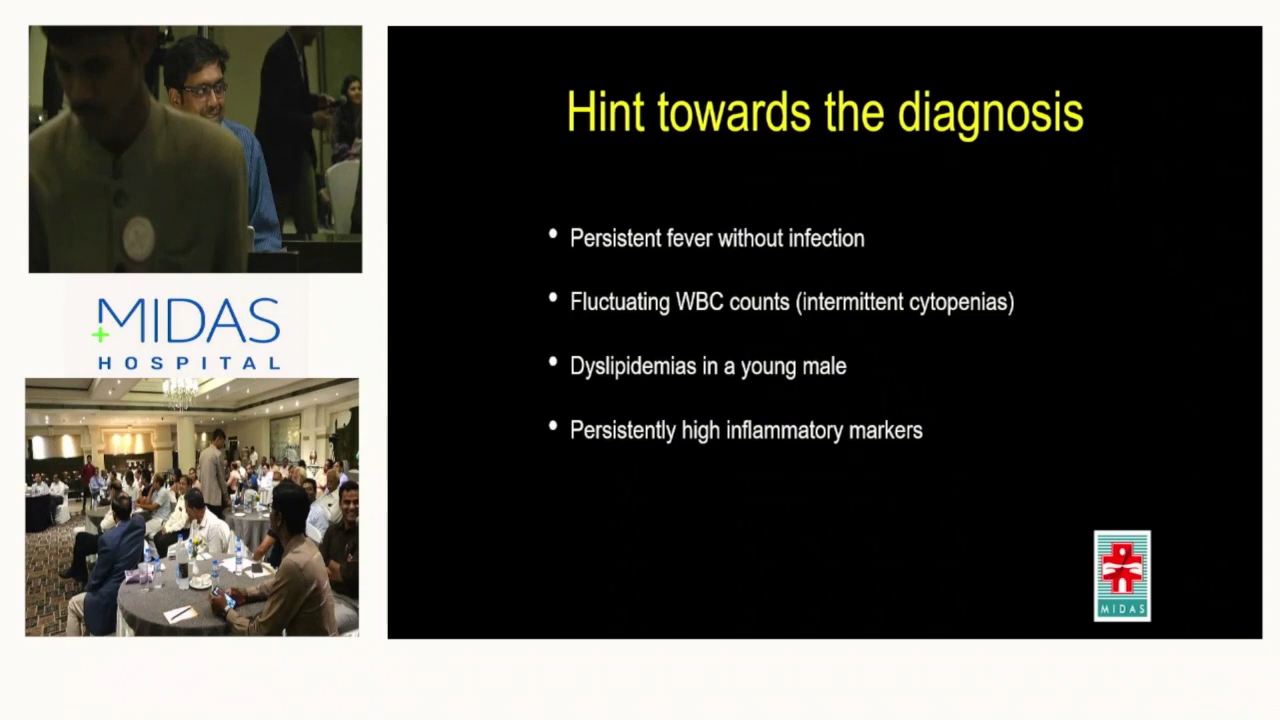 MIDAS
HOSPITAL
Hint towards the diagnosis
• Persistent fever without infection
• Fluctuating WBC counts (intermittent cytopenias)
• Dyslipidemias in a young male
• Persistently high inflammatory markers
MIDAS